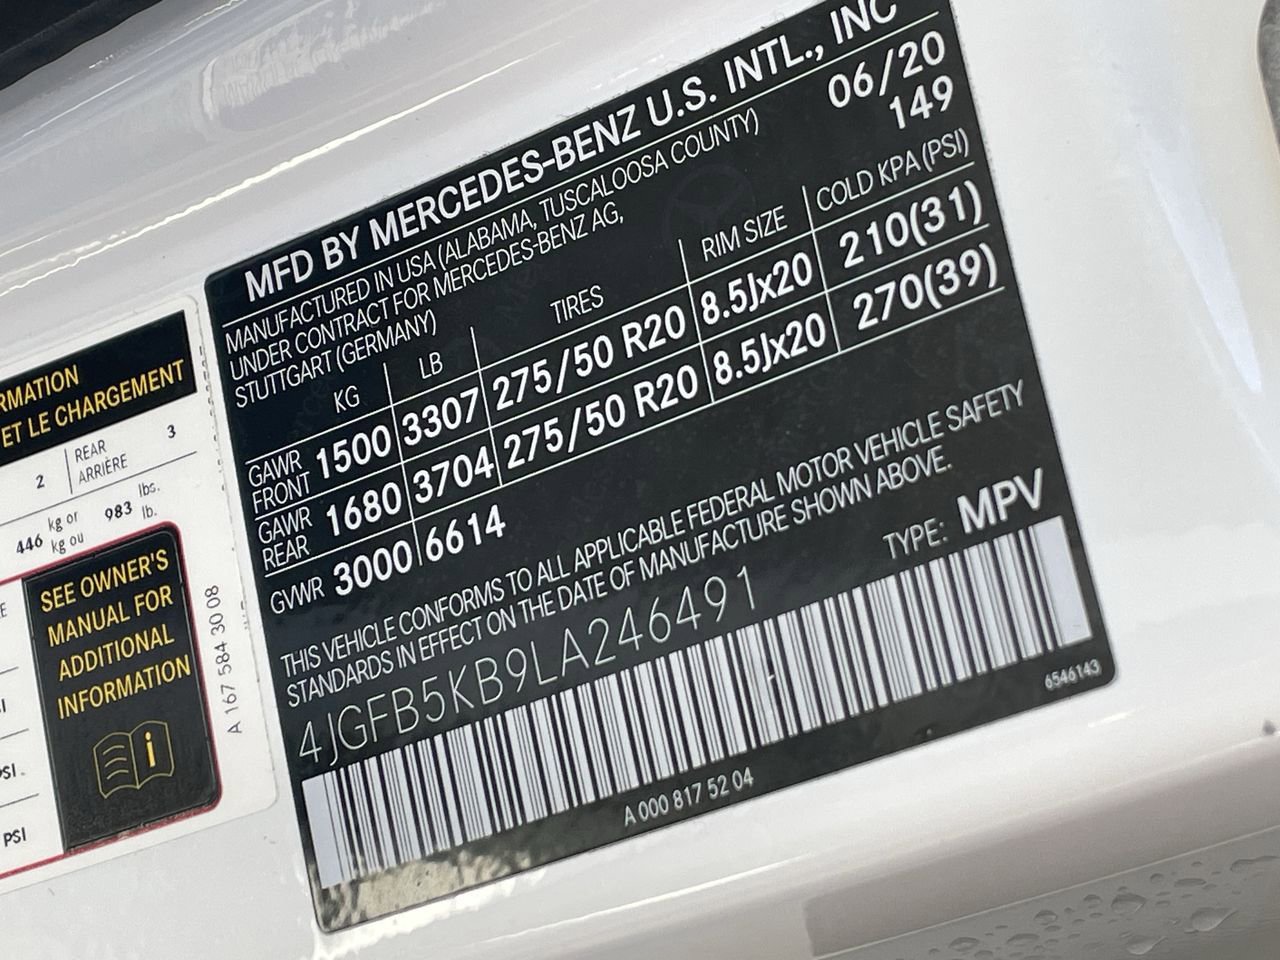 MFD BY MERCEDES-BENZ U.S. INTL., INC
MANUFACTURED IN USA (ALABAMA, TUSCALOOSA COUNTY)
UNDER CONTRACT FOR MERCEDES-BENZ AG,
STUTTGART (GERMANY)
06/20
149
KG LB TIRES RIM SIZE COLD KPA (PSI)
GAWR FRONT 1500 3307 275/50 R20 8.5Jx20 210(31)
GAWR REAR 1680 3704 275/50 R20 8.5Jx20 270(39)
GVWR 3000 6614
THIS VEHICLE CONFORMS TO ALL APPLICABLE FEDERAL MOTOR VEHICLE SAFETY
STANDARDS IN EFFECT ON THE DATE OF MANUFACTURE SHOWN ABOVE.
4JGFB5KB9LA246491
TYPE: MPV
6546143
A 000 817 52 04
RMATION
ET LE CHARGEMENT
2 REAR ARRIÈRE 3
446 kg or kg ou 983 lbs. lb.
SEE OWNER'S
MANUAL FOR
ADDITIONAL
INFORMATION
i
PSI
A 167 584 30 08